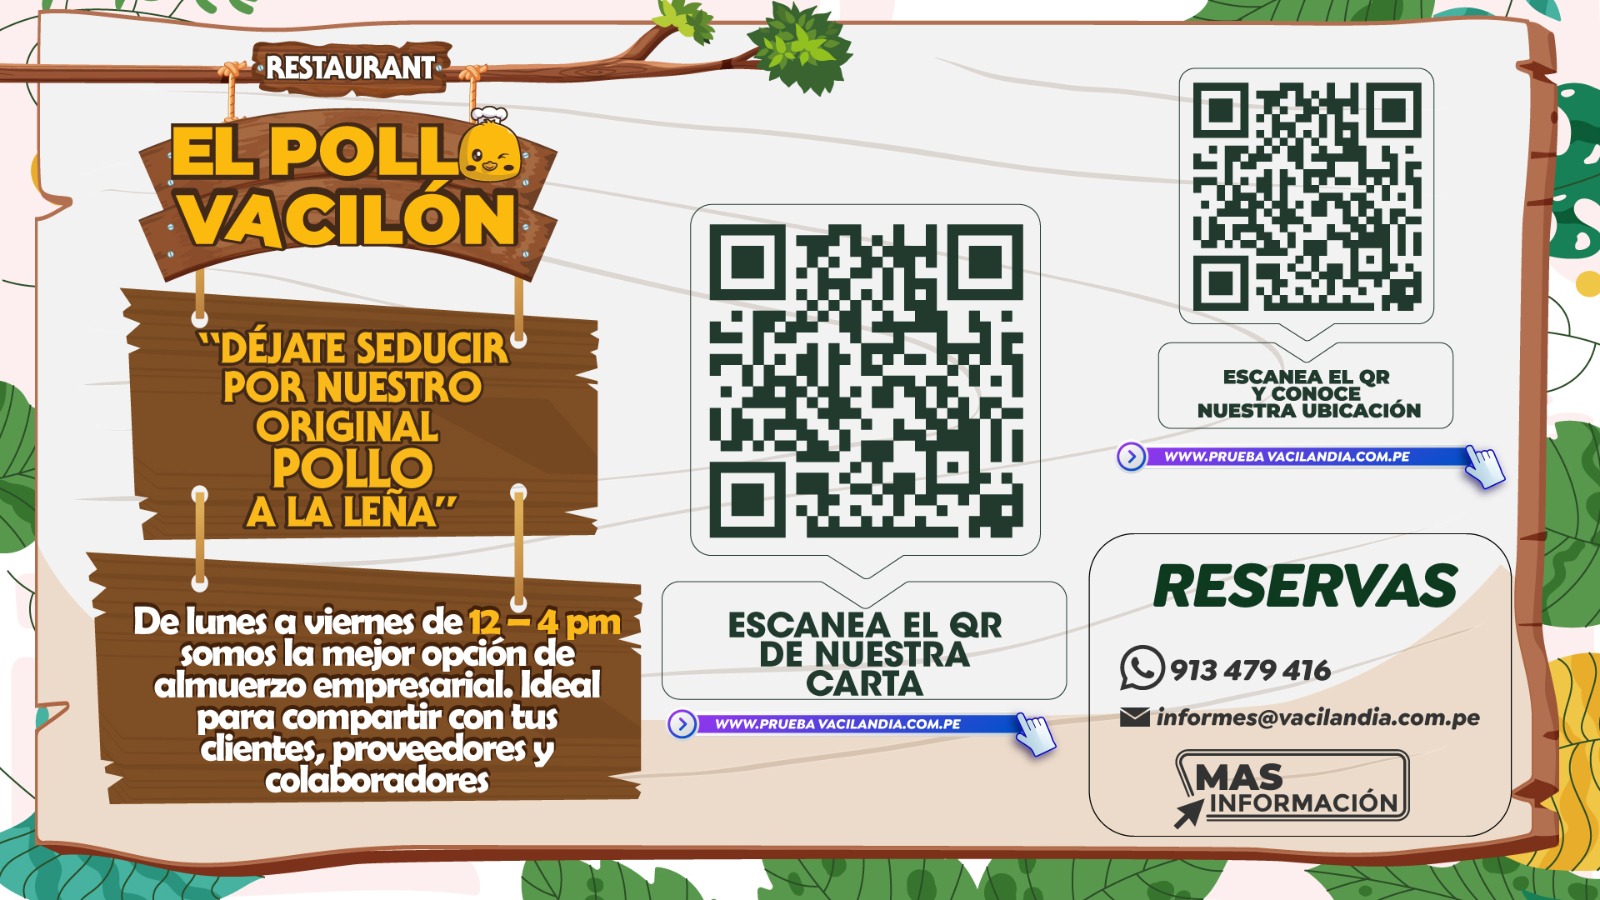 RESTAURANT
EL POLLO
VACILÓN
“DÉJATE SEDUCIR
POR NUESTRO
ORIGINAL
POLLO
A LA LEÑA”
De lunes a viernes de 12 – 4 pm
somos la mejor opción de
almuerzo empresarial. Ideal
para compartir con tus
clientes, proveedores y
colaboradores
ESCANEA EL QR
DE NUESTRA
CARTA
WWW.PRUEBA VACILANDIA.COM.PE
ESCANEA EL QR
Y CONOCE
NUESTRA UBICACIÓN
WWW.PRUEBA VACILANDIA.COM.PE
RESERVAS
913 479 416
informes@vacilandia.com.pe
MAS
INFORMACIÓN